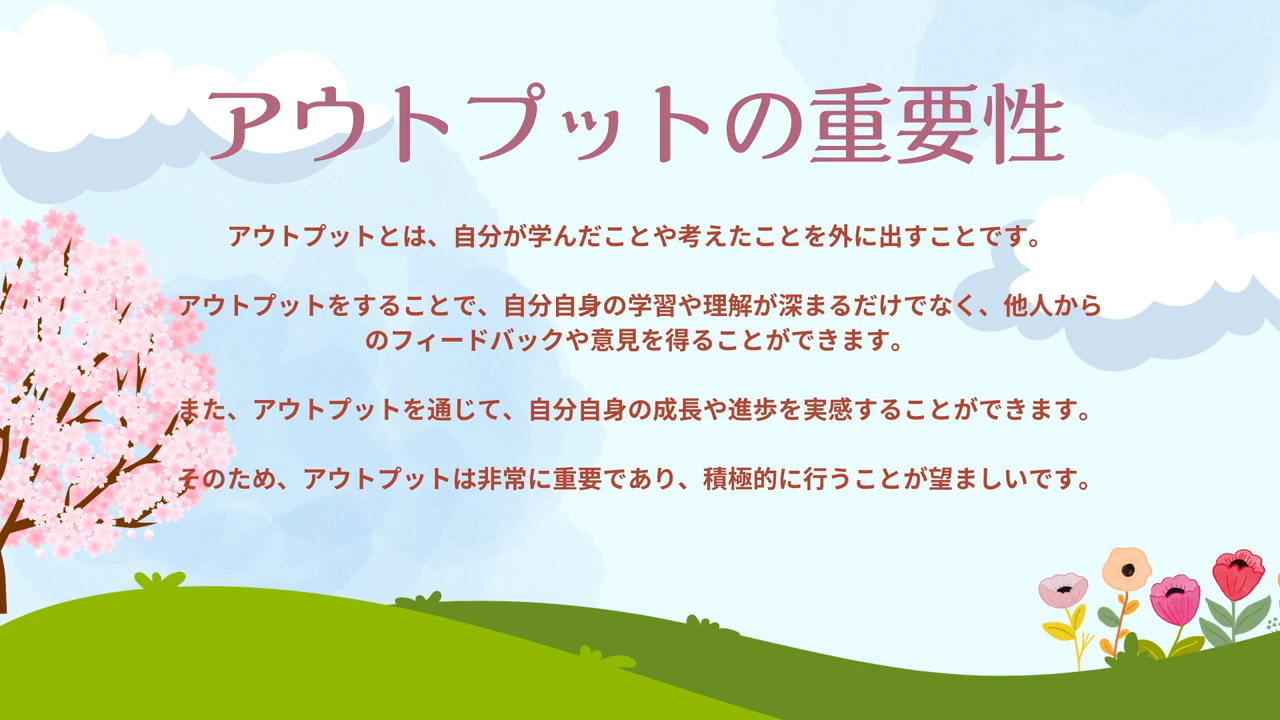 アウトプットの重要性
アウトプットとは、自分が学んだことや考えたことを外に出すことです。
アウトプットをすることで、自分自身の学習や理解が深まるだけでなく、他人から
のフィードバックや意見を得ることができます。
また、アウトプットを通じて、自分自身の成長や進歩を実感することができます。
そのため、アウトプットは非常に重要であり、積極的に行うことが望ましいです。